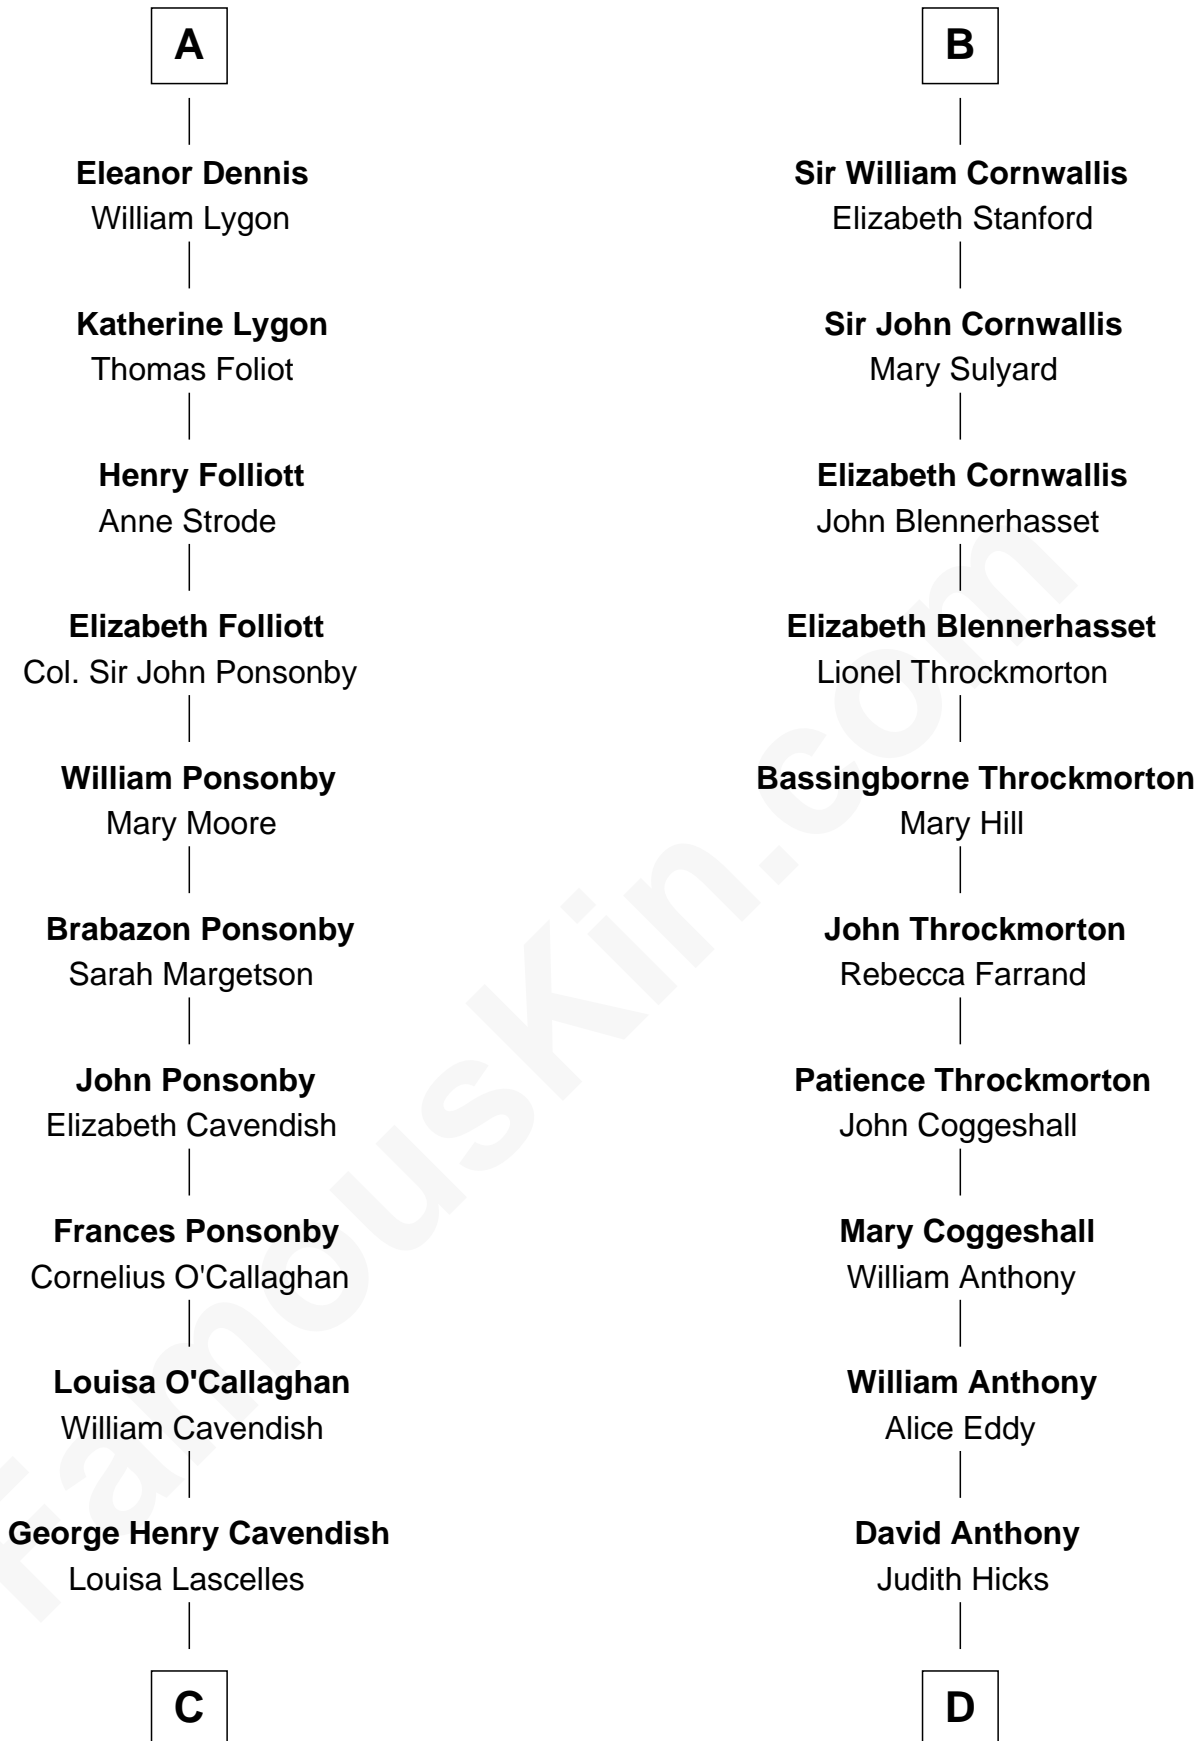 A
Eleanor Dennis
William Lygon
Katherine Lygon
Thomas Foliot
Henry Folliott
Anne Strode
Elizabeth Folliott
Col. Sir John Ponsonby
William Ponsonby
Mary Moore
Brabazon Ponsonby
Sarah Margetson
John Ponsonby
Elizabeth Cavendish
Frances Ponsonby
Cornelius O'Callaghan
Louisa O'Callaghan
William Cavendish
George Henry Cavendish
Louisa Lascelles
C
B
Sir William Cornwallis
Elizabeth Stanford
Sir John Cornwallis
Mary Sulyard
Elizabeth Cornwallis
John Blennerhasset
Elizabeth Blennerhasset
Lionel Throckmorton
Bassingborne Throckmorton
Mary Hill
John Throckmorton
Rebecca Farrand
Patience Throckmorton
John Coggeshall
Mary Coggeshall
William Anthony
William Anthony
Alice Eddy
David Anthony
Judith Hicks
D
FamousKin.com